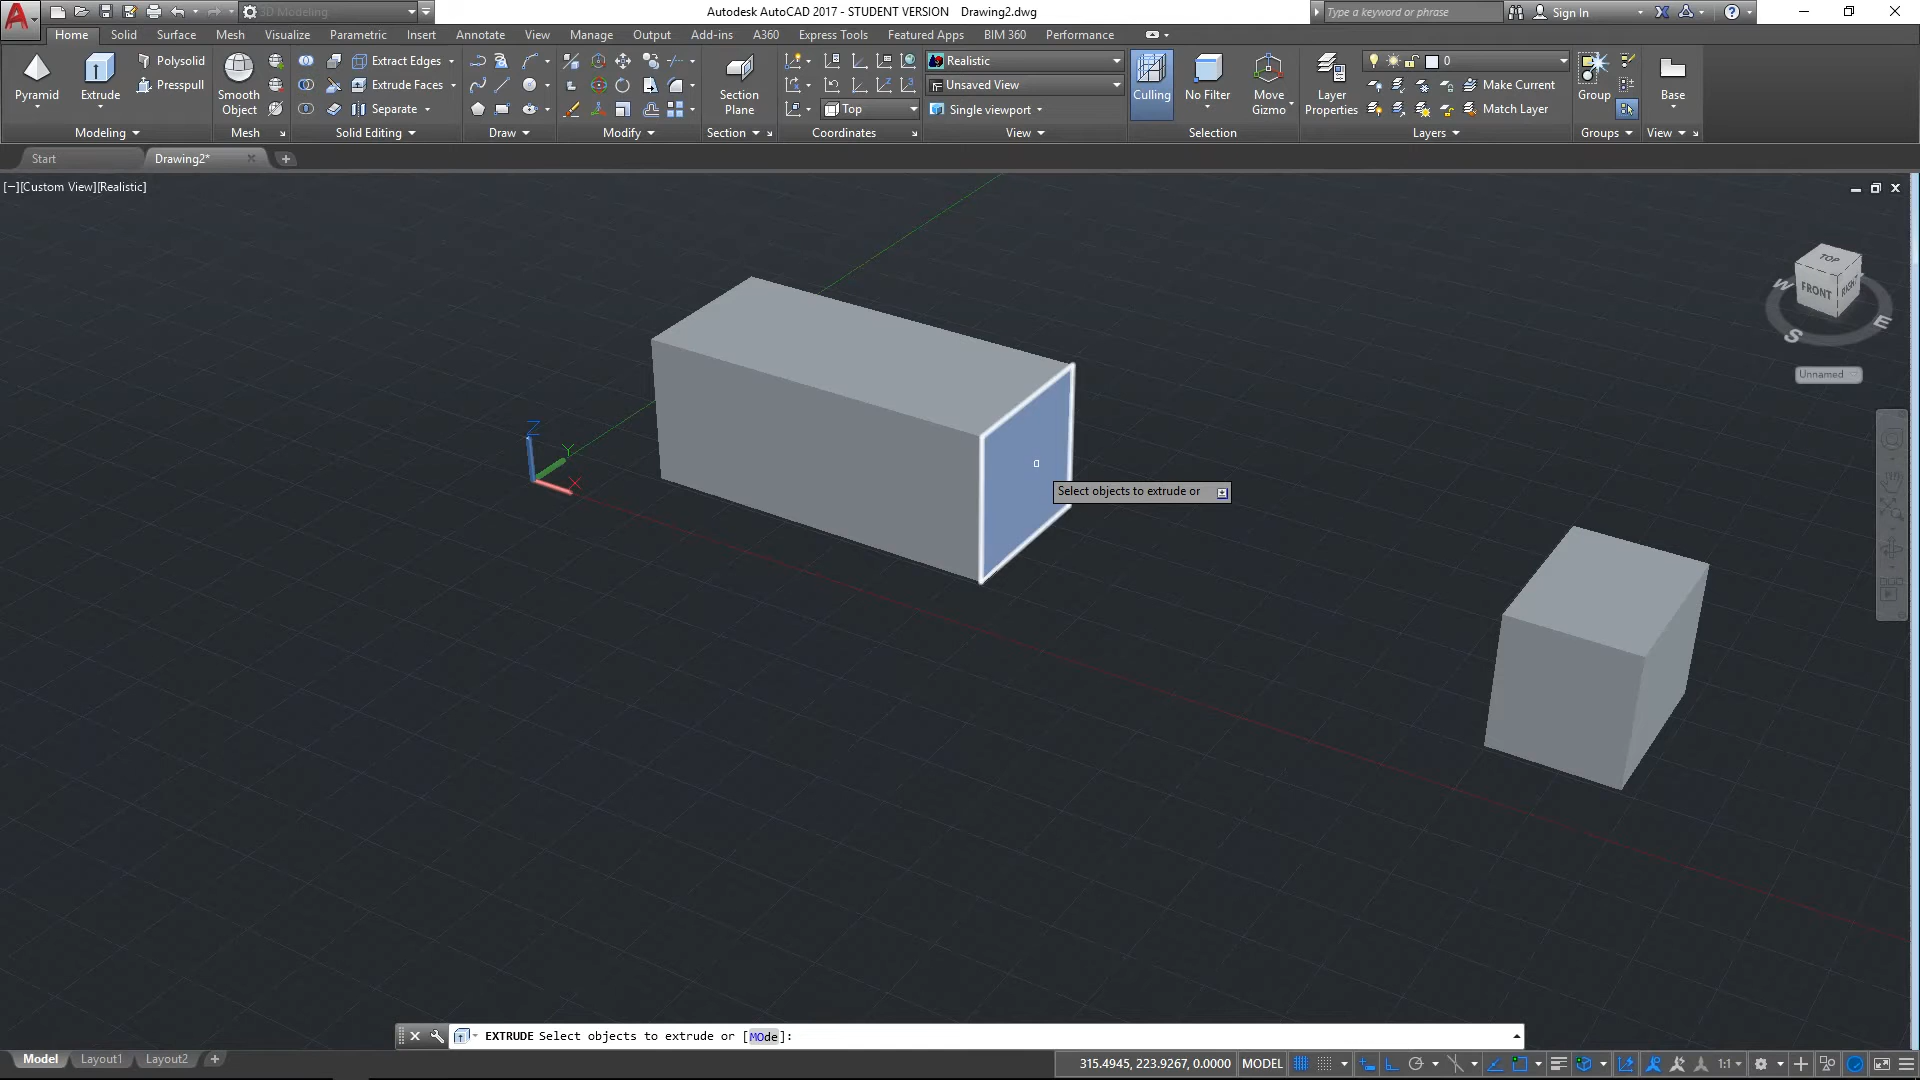 3D Modeling
Autodesk AutoCAD 2017 - STUDENT VERSION Drawing2.dwg
Type a keyword or phrase
Sign In
Home Solid Surface Mesh Visualize Parametric Insert Annotate View Manage Output Add-ins A360 Express Tools Featured Apps BIM 360 Performance
Pyramid
Extrude
Polysolid
Presspull
Smooth Object
Extract Edges
Extrude Faces
Separate
Section Plane
Top
Realistic
Unsaved View
Single viewport
Culling
No Filter
Move Gizmo
Layer Properties
0
Make Current
Match Layer
Group
Base
Modeling Mesh Solid Editing Draw Modify Section Coordinates View Selection Layers Groups View
Start Drawing2*
[−][Custom View][Realistic]
TOP
FRONT
RIGHT
W
S
E
Unnamed
Z
Y
X
Select objects to extrude or
EXTRUDE Select objects to extrude or [MOde]:
Model Layout1 Layout2
315.4945, 223.9267, 0.0000 MODEL
1:1